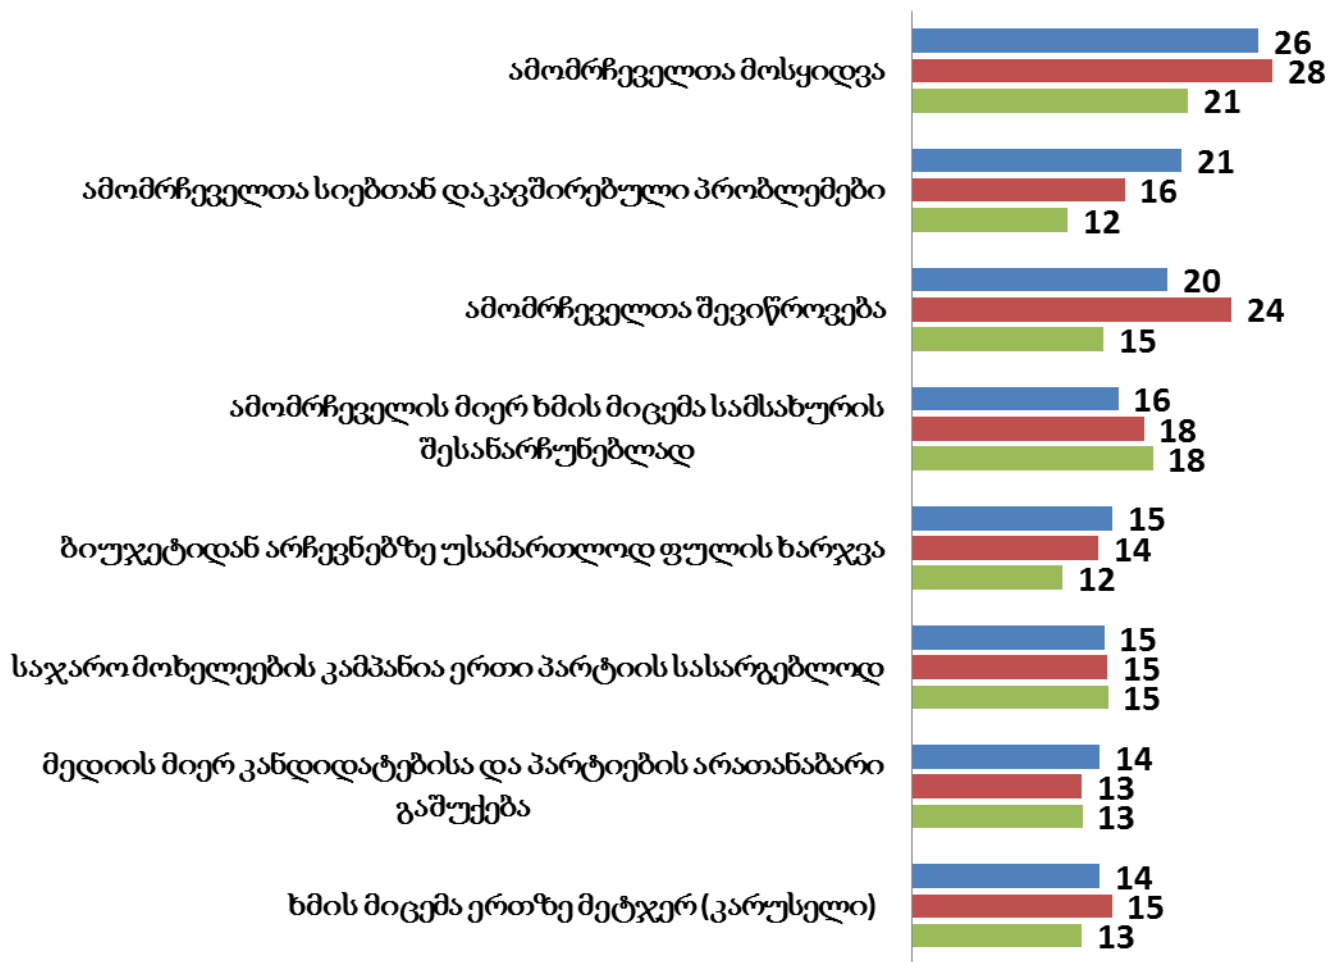 26
ამომრჩეველთა მოსყიდვა
28
21
21
ამომრჩეველთა სიებთან დაკავშირებული პრობლემები
16
12
20
ამომრჩეველთა შევიწროვება
24
15
16
ამომრჩეველის მიერ ხმის მიცემა სამსახურის
18
შესანარჩუნებლად
18
15
ბიუჯეტიდან არჩევნებზე უსამართლოდ ფულის ხარჯვა
14
12
15
საჯარო მოხელეების კამპანია ერთი პარტიის სასარგებლოდ
15
15
14
მედიის მიერ კანდიდატებისა და პარტიების არათანაბარი
13
გაშუქება
13
14
ხმის მიცემა ერთზე მეტჯერ (კარუსელი)
15
13